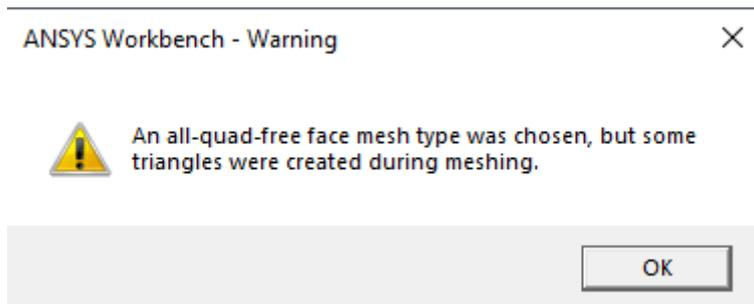 ANSYS Workbench - Warning
An all-quad-free face mesh type was chosen, but some
triangles were created during meshing.
OK